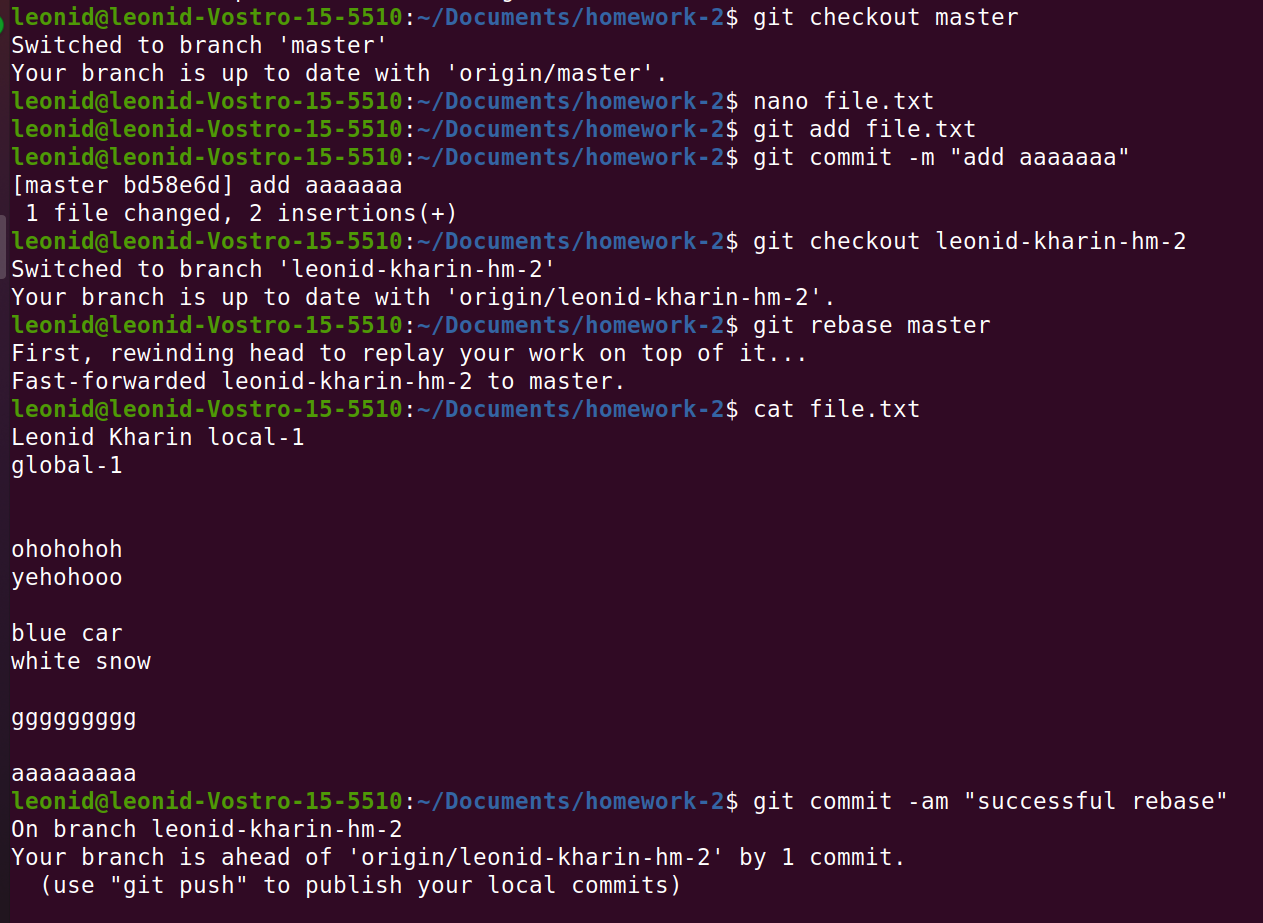 leonid@leonid-Vostro-15-5510:~/Documents/homework-2$ git checkout master
Switched to branch 'master'
Your branch is up to date with 'origin/master'.
leonid@leonid-Vostro-15-5510:~/Documents/homework-2$ nano file.txt
leonid@leonid-Vostro-15-5510:~/Documents/homework-2$ git add file.txt
leonid@leonid-Vostro-15-5510:~/Documents/homework-2$ git commit -m "add aaaaaaa"
[master bd58e6d] add aaaaaaa
 1 file changed, 2 insertions(+)
leonid@leonid-Vostro-15-5510:~/Documents/homework-2$ git checkout leonid-kharin-hm-2
Switched to branch 'leonid-kharin-hm-2'
Your branch is up to date with 'origin/leonid-kharin-hm-2'.
leonid@leonid-Vostro-15-5510:~/Documents/homework-2$ git rebase master
First, rewinding head to replay your work on top of it...
Fast-forwarded leonid-kharin-hm-2 to master.
leonid@leonid-Vostro-15-5510:~/Documents/homework-2$ cat file.txt
Leonid Kharin local-1
global-1
ohohohoh
yehohooo
blue car
white snow
ggggggggg
aaaaaaaaa
leonid@leonid-Vostro-15-5510:~/Documents/homework-2$ git commit -am "successful rebase"
On branch leonid-kharin-hm-2
Your branch is ahead of 'origin/leonid-kharin-hm-2' by 1 commit.
  (use "git push" to publish your local commits)